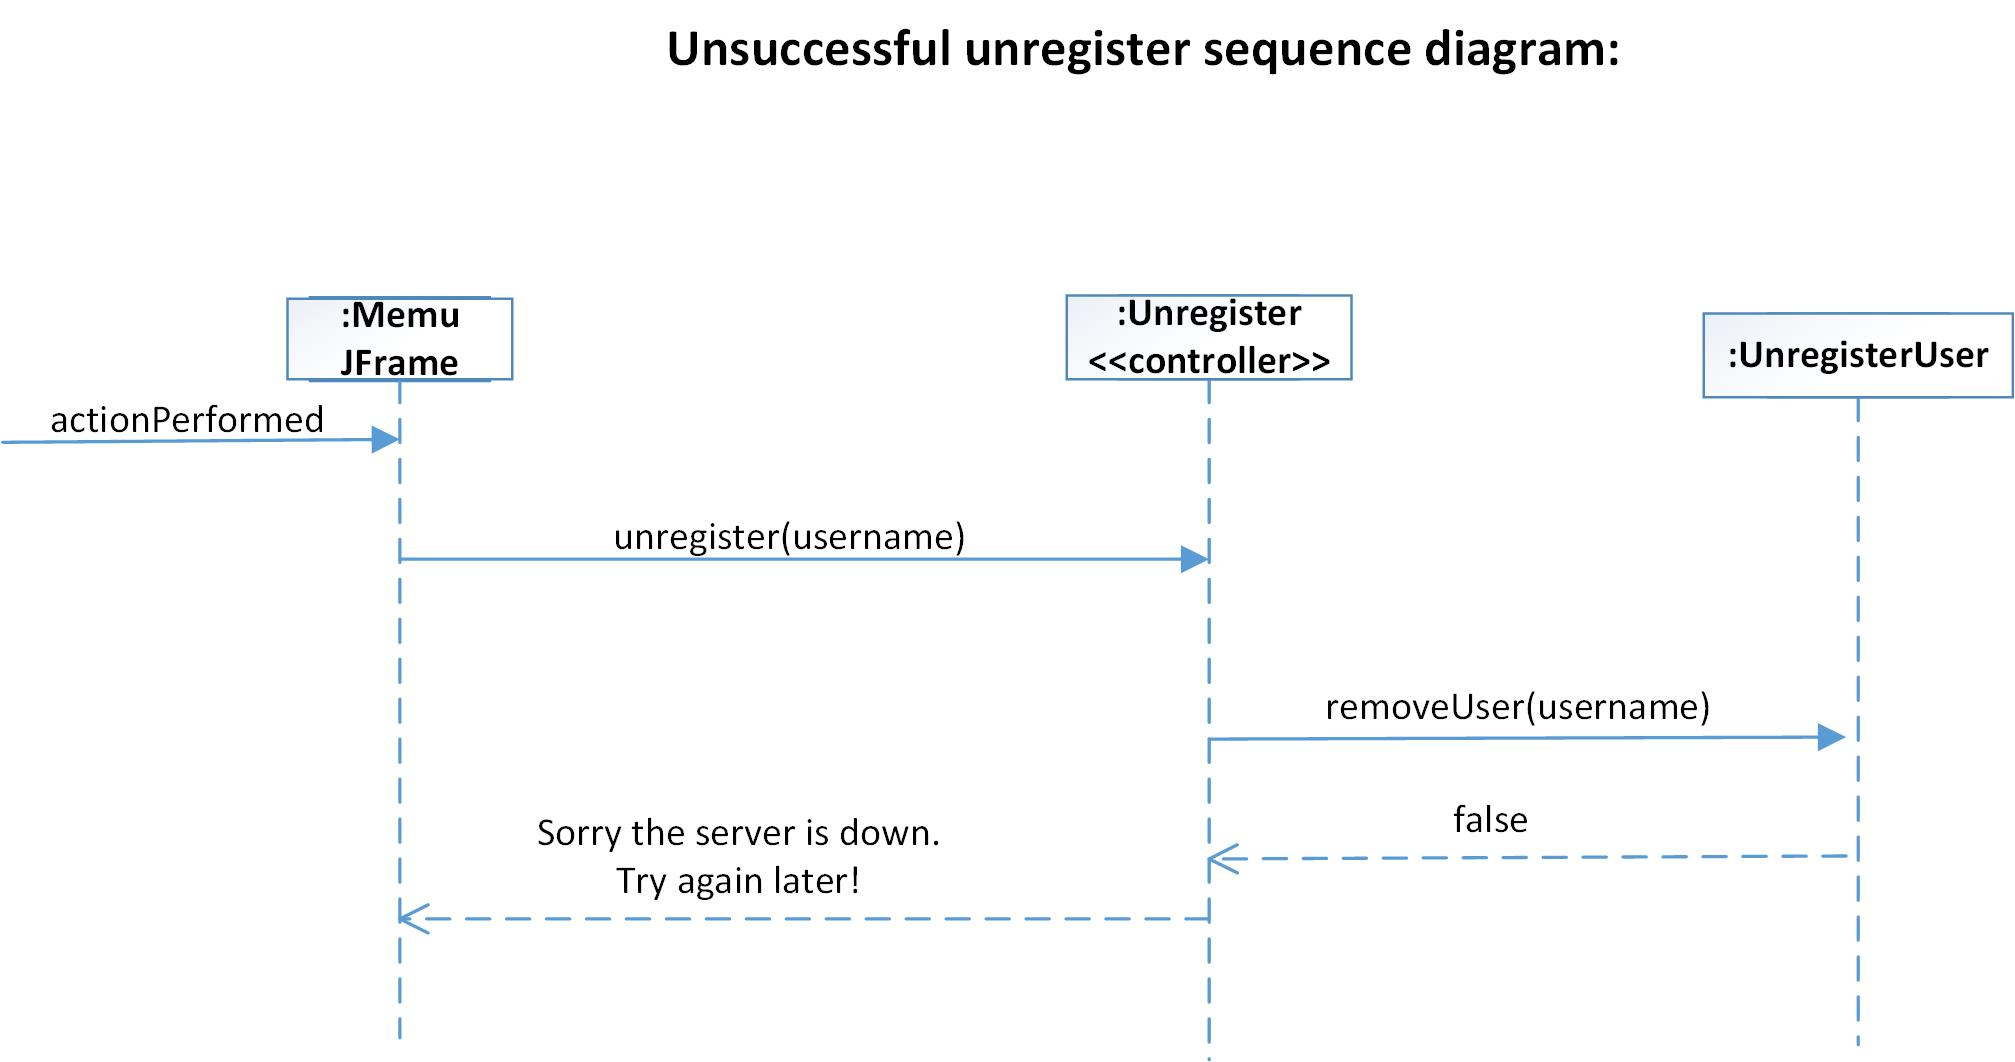 Unsuccessful unregister sequence diagram:
:Memu
JFrame
:Unregister
<<controller>>
:UnregisterUser
actionPerformed
unregister(username)
removeUser(username)
false
Sorry the server is down.
Try again later!